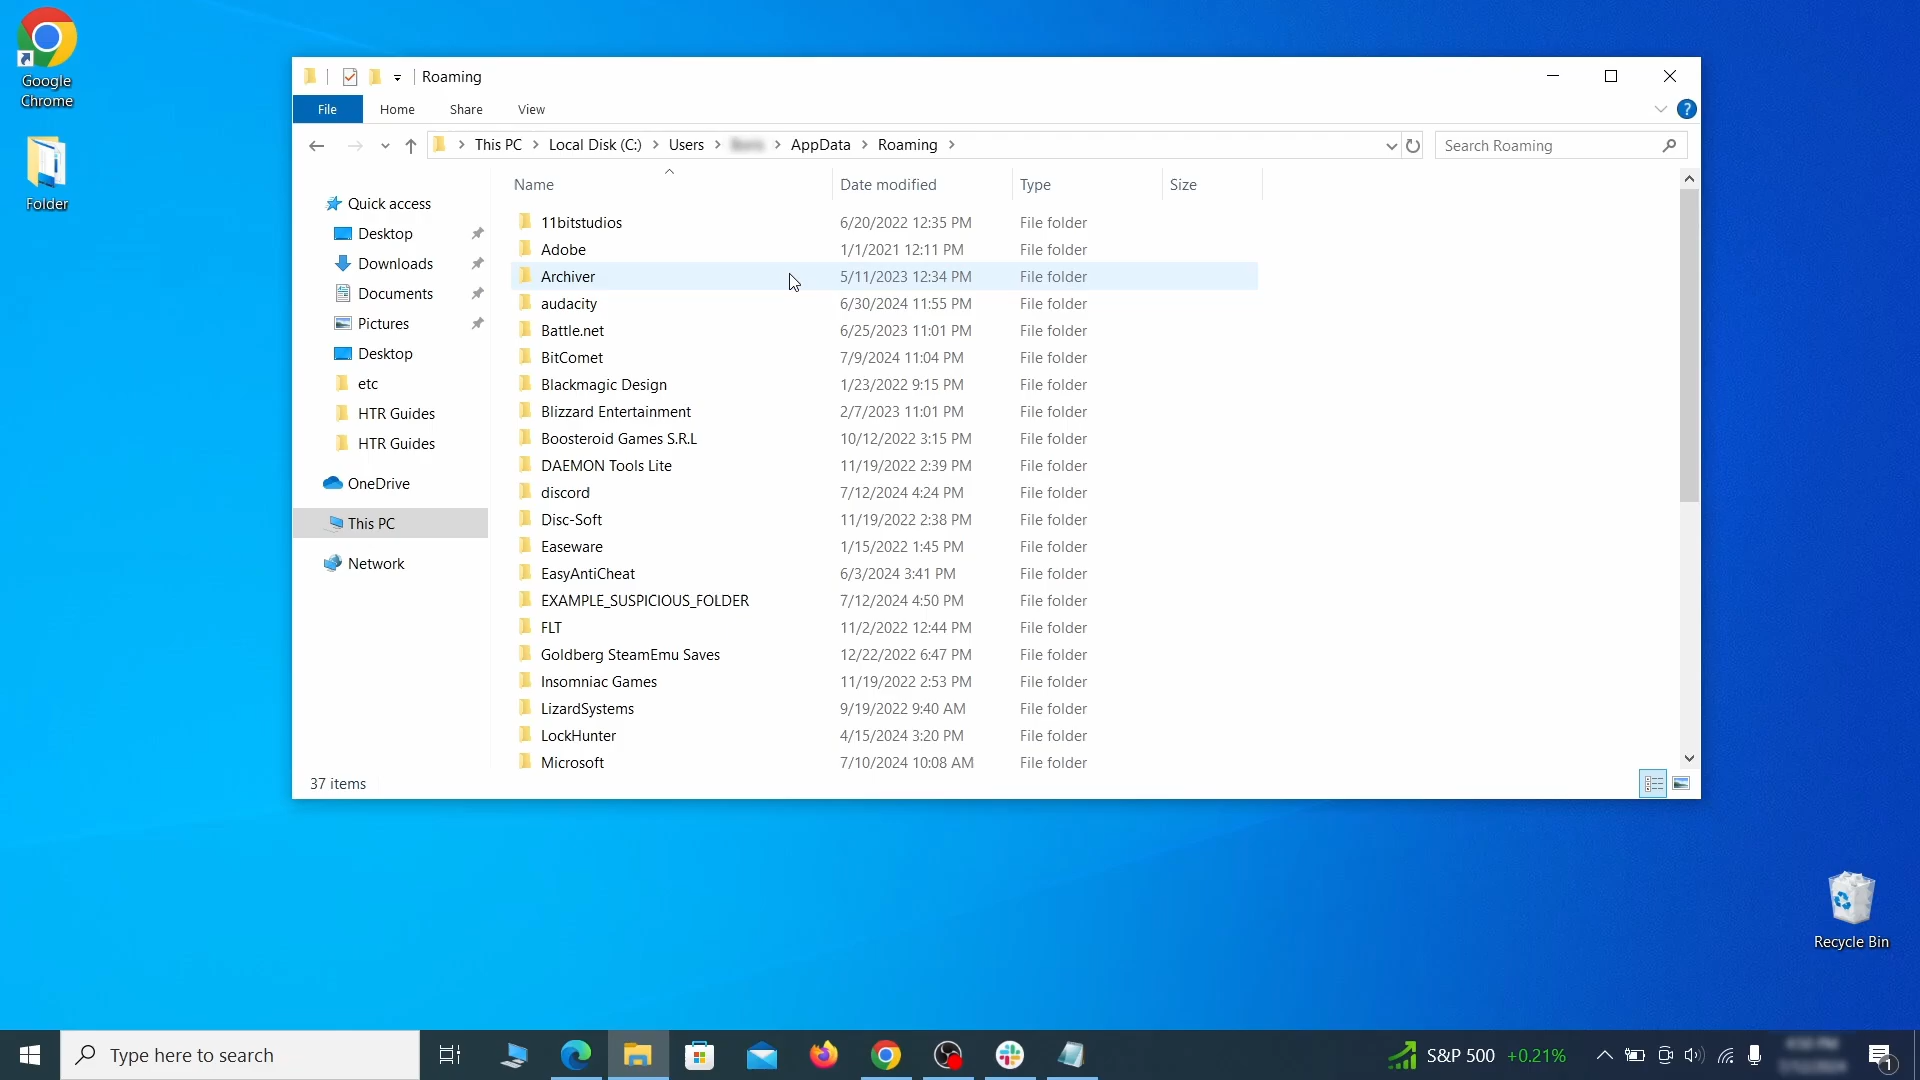 Google
Chrome
Folder
Roaming
File
Home
Share
View
This PC
Local Disk (C:)
Users
AppData
Roaming
Search Roaming
Quick access
Desktop
Downloads
Documents
Pictures
Desktop
etc
HTR Guides
HTR Guides
OneDrive
This PC
Network
Name Date modified Type Size
11bitstudios 6/20/2022 12:35 PM File folder
Adobe 1/1/2021 12:11 PM File folder
Archiver 5/11/2023 12:34 PM File folder
audacity 6/30/2024 11:55 PM File folder
Battle.net 6/25/2023 11:01 PM File folder
BitComet 7/9/2024 11:04 PM File folder
Blackmagic Design 1/23/2022 9:15 PM File folder
Blizzard Entertainment 2/7/2023 11:01 PM File folder
Boosteroid Games S.R.L 10/12/2022 3:15 PM File folder
DAEMON Tools Lite 11/19/2022 2:39 PM File folder
discord 7/12/2024 4:24 PM File folder
Disc-Soft 11/19/2022 2:38 PM File folder
Easeware 1/15/2022 1:45 PM File folder
EasyAntiCheat 6/3/2024 3:41 PM File folder
EXAMPLE_SUSPICIOUS_FOLDER 7/12/2024 4:50 PM File folder
FLT 11/2/2022 12:44 PM File folder
Goldberg SteamEmu Saves 12/22/2022 6:47 PM File folder
Insomniac Games 11/19/2022 2:53 PM File folder
LizardSystems 9/19/2022 9:40 AM File folder
LockHunter 4/15/2024 3:20 PM File folder
Microsoft 7/10/2024 10:08 AM File folder
37 items
Recycle Bin
Type here to search
S&P 500 +0.21%
1